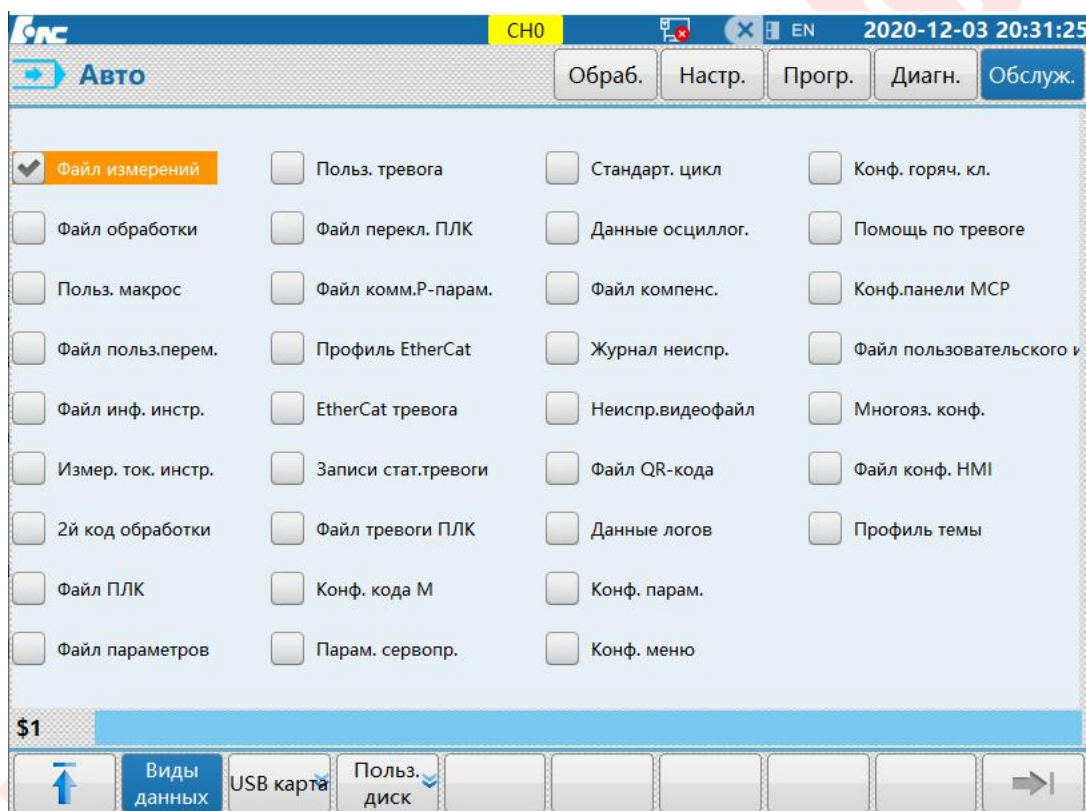 CH0 EN 2020-12-03 20:31:25
Авто Обраб. Настр. Прогр. Диагн. Обслуж.
Файл измерений Польз. тревога Стандарт. цикл Конф. горяч. кл.
Файл обработки Файл перекл. ПЛК Данные осциллог. Помощь по тревоге
Польз. макрос Файл комм.Р-парам. Файл компенс. Конф.панели MCP
Файл польз.перем. Профиль EtherCat Журнал неиспр. Файл пользовательского и
Файл инф. инстр. EtherCat тревога Неиспр.видеофайл Многояз. конф.
Измер. ток. инстр. Записи стат.тревоги Файл QR-кода Файл конф. HMI
2й код обработки Файл тревоги ПЛК Данные логов Профиль темы
Файл ПЛК Конф. кода М Конф. парам.
Файл параметров Парам. сервопр. Конф. меню
$1
Виды данных USB карта Польз. диск